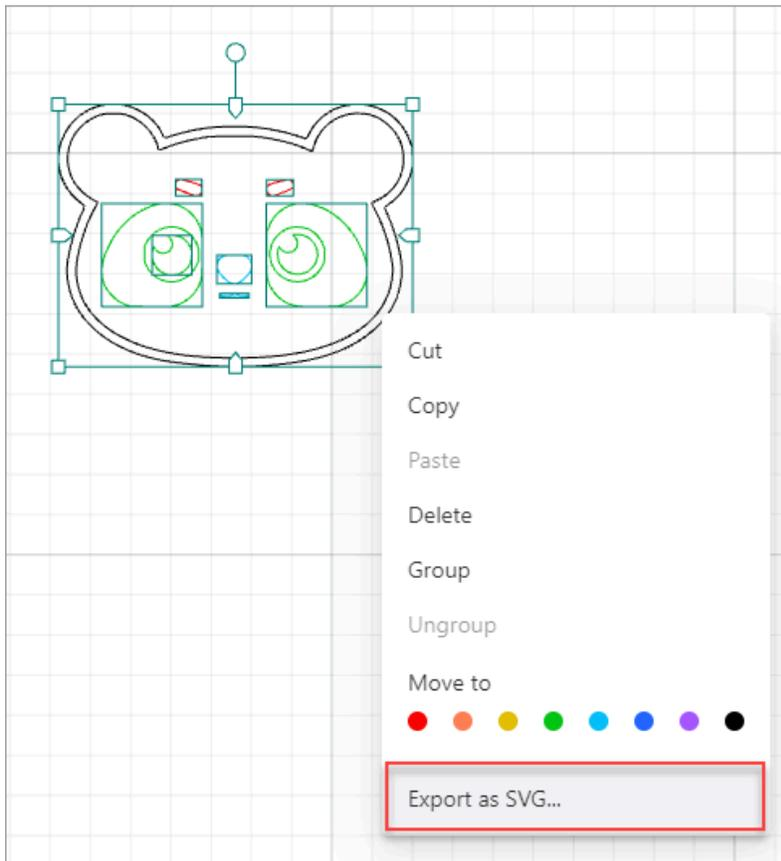 Cut
Copy
Paste
Delete
Group
Ungroup
Move to
Export as SVG...